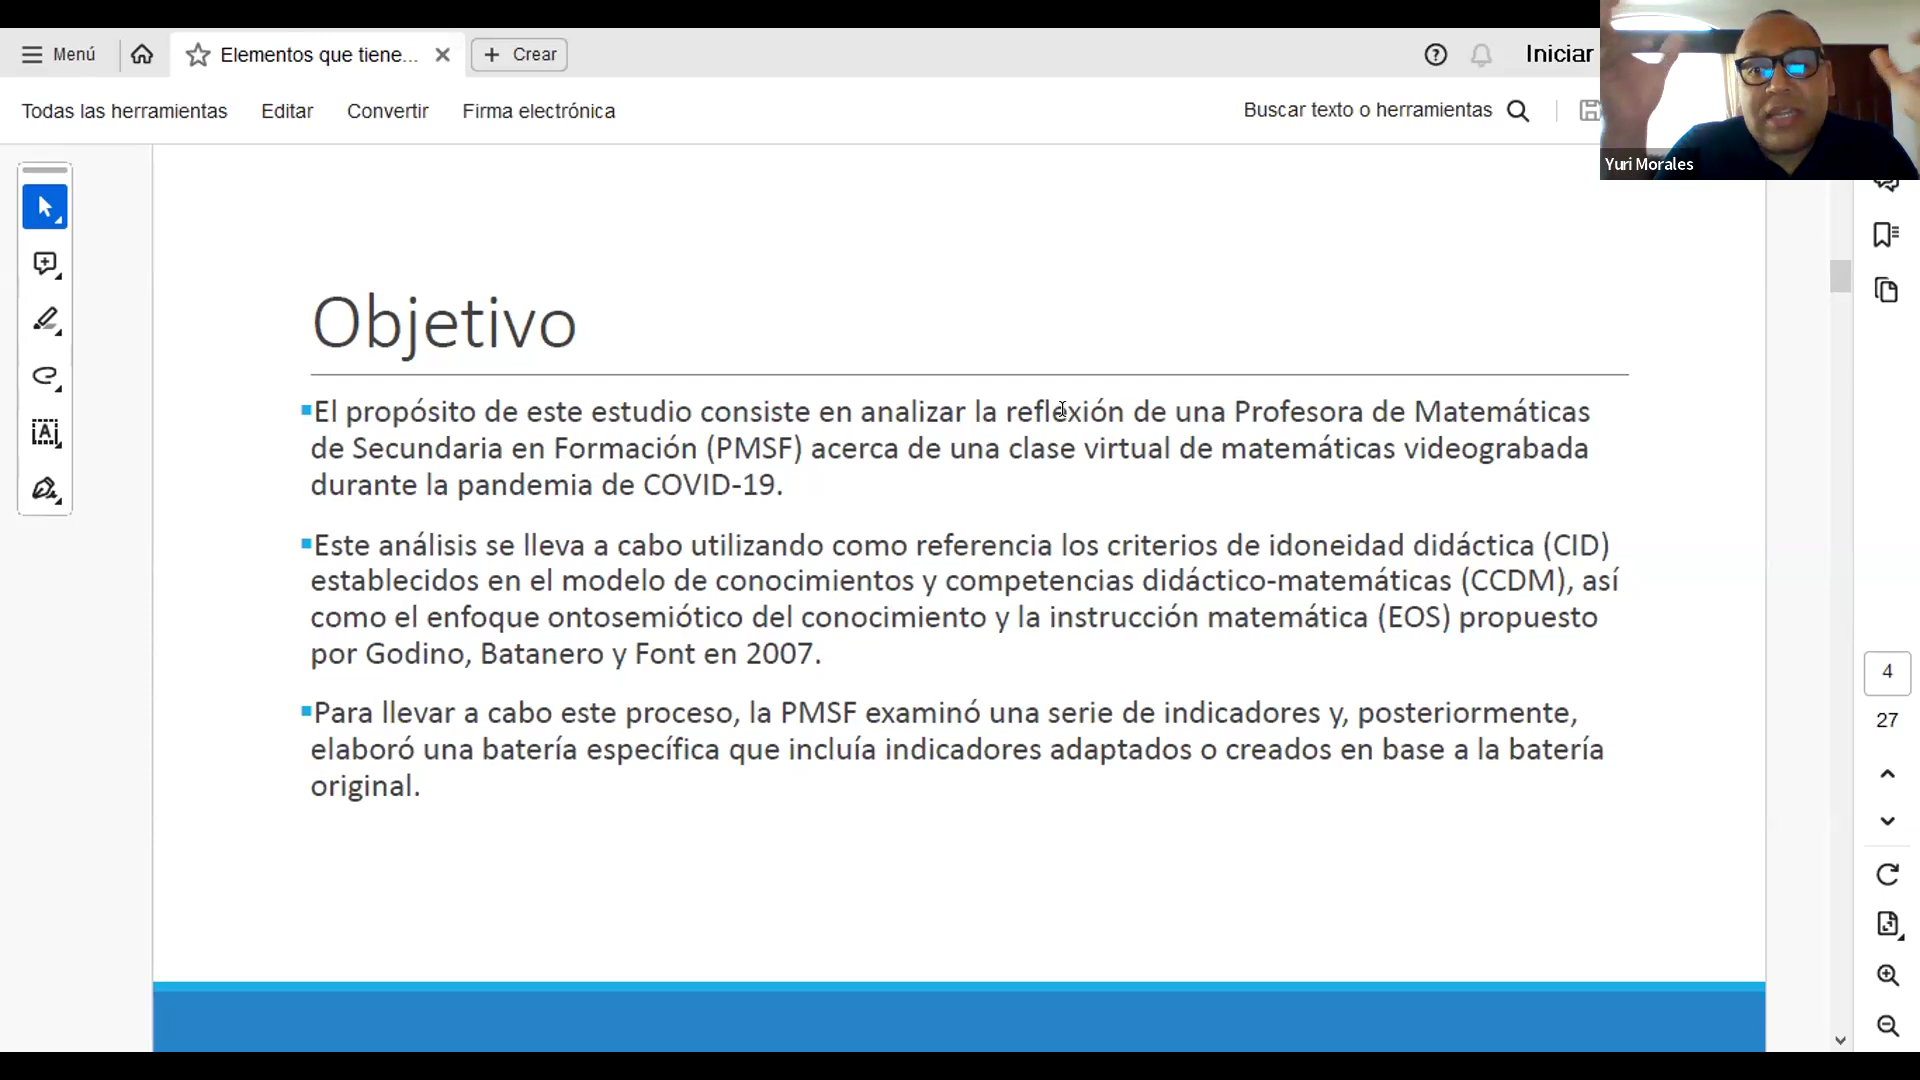 Menú
Elementos que tiene...
Crear
Iniciar
Yuri Morales
Todas las herramientas
Editar
Convertir
Firma electrónica
Buscar texto o herramientas
Objetivo
El propósito de este estudio consiste en analizar la reflexión de una Profesora de Matemáticas
de Secundaria en Formación (PMSF) acerca de una clase virtual de matemáticas videograbada
durante la pandemia de COVID-19.
Este análisis se lleva a cabo utilizando como referencia los criterios de idoneidad didáctica (CID)
establecidos en el modelo de conocimientos y competencias didáctico-matemáticas (CCDM), así
como el enfoque ontosemiótico del conocimiento y la instrucción matemática (EOS) propuesto
por Godino, Batanero y Font en 2007.
Para llevar a cabo este proceso, la PMSF examinó una serie de indicadores y, posteriormente,
elaboró una batería específica que incluía indicadores adaptados o creados en base a la batería
original.
4
27